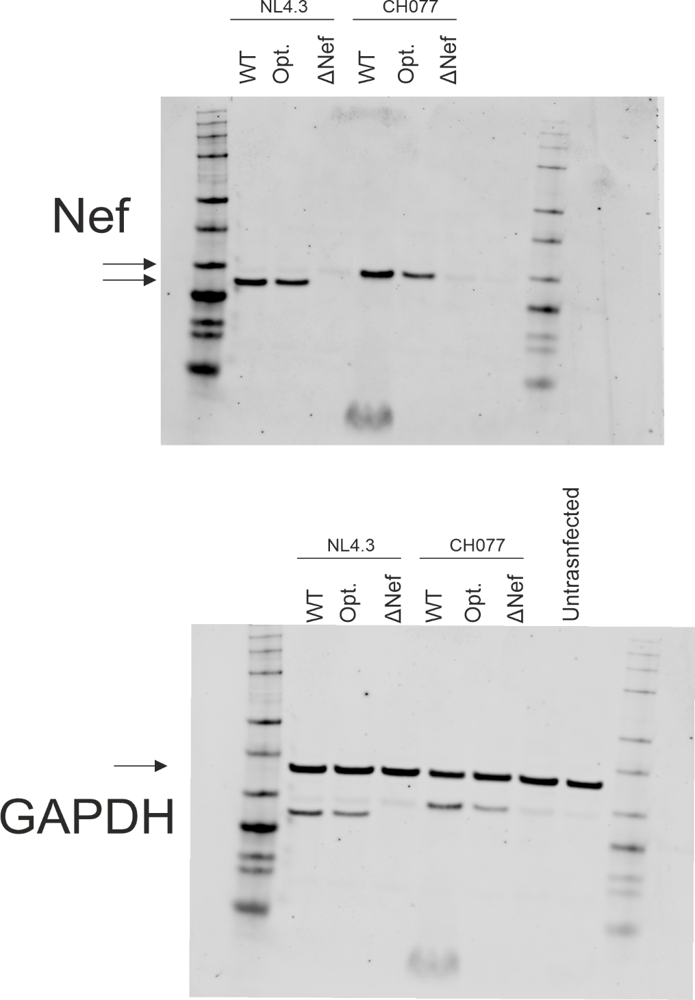 NL4.3 CH077
WT Opt. ΔNef WT Opt. ΔNef
Nef
Untrasnfected
NL4.3 CH077
WT Opt. ΔNef WT Opt. ΔNef
GAPDH